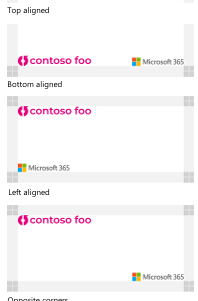 Top aligned
contoso foo
Microsoft 365
Bottom aligned
contoso foo
Microsoft 365
Left aligned
contoso foo
Microsoft 365
Opposite corners